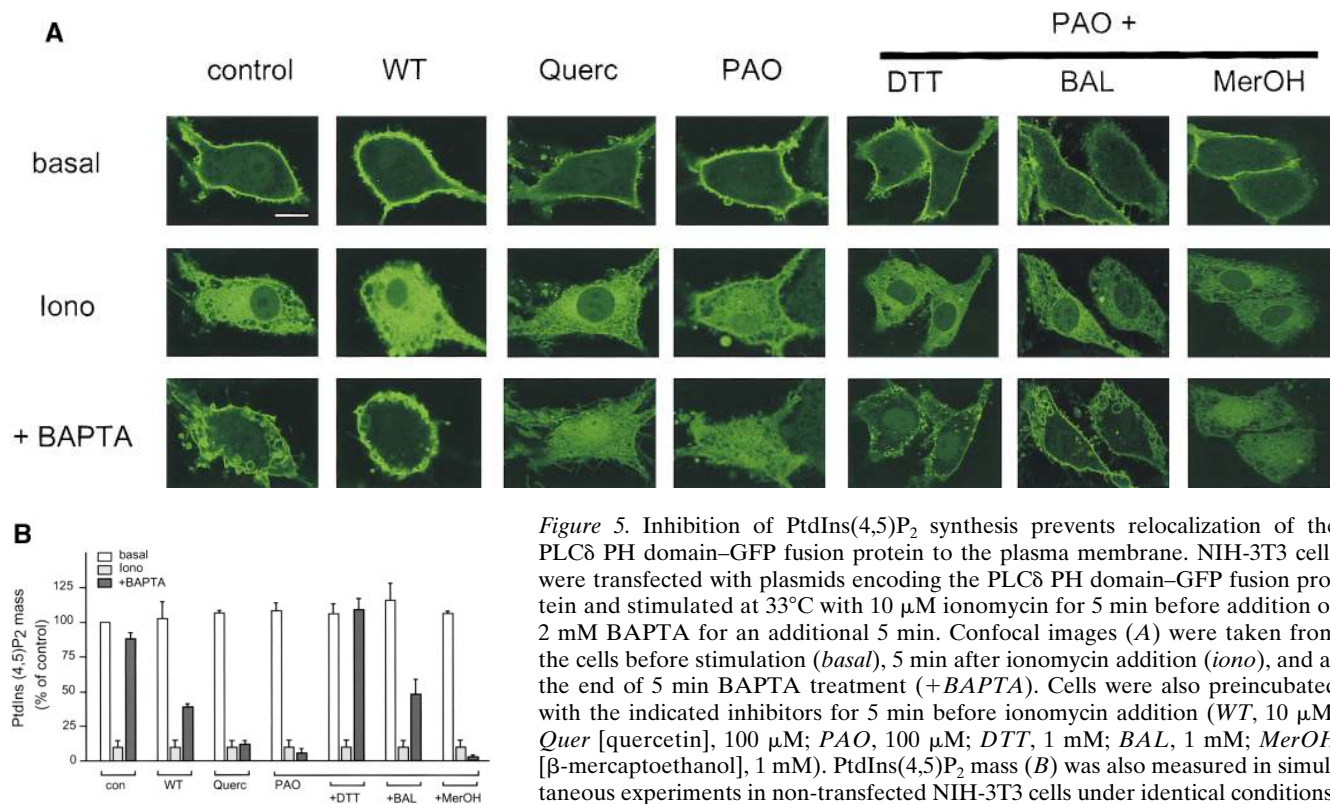 A
PAO +
control WT Querc PAO DTT BAL MerOH
basal
Iono
+ BAPTA
B
basal
Iono
+BAPTA
PtdIns (4,5)P2 mass
(% of control)
125
100
75
50
25
0
con WT Querc PAO +DTT +BAL +MerOH
Figure 5. Inhibition of PtdIns(4,5)P₂ synthesis prevents relocalization of the
PLCδ PH domain–GFP fusion protein to the plasma membrane. NIH-3T3 cell
were transfected with plasmids encoding the PLCδ PH domain–GFP fusion pro-
tein and stimulated at 33°C with 10 μM ionomycin for 5 min before addition o
2 mM BAPTA for an additional 5 min. Confocal images (A) were taken from
the cells before stimulation (basal), 5 min after ionomycin addition (iono), and a
the end of 5 min BAPTA treatment (+BAPTA). Cells were also preincubated
with the indicated inhibitors for 5 min before ionomycin addition (WT, 10 μM
Quer [quercetin], 100 μM; PAO, 100 μM; DTT, 1 mM; BAL, 1 mM; MerOH
[β-mercaptoethanol], 1 mM). PtdIns(4,5)P₂ mass (B) was also measured in simul
taneous experiments in non-transfected NIH-3T3 cells under identical conditions